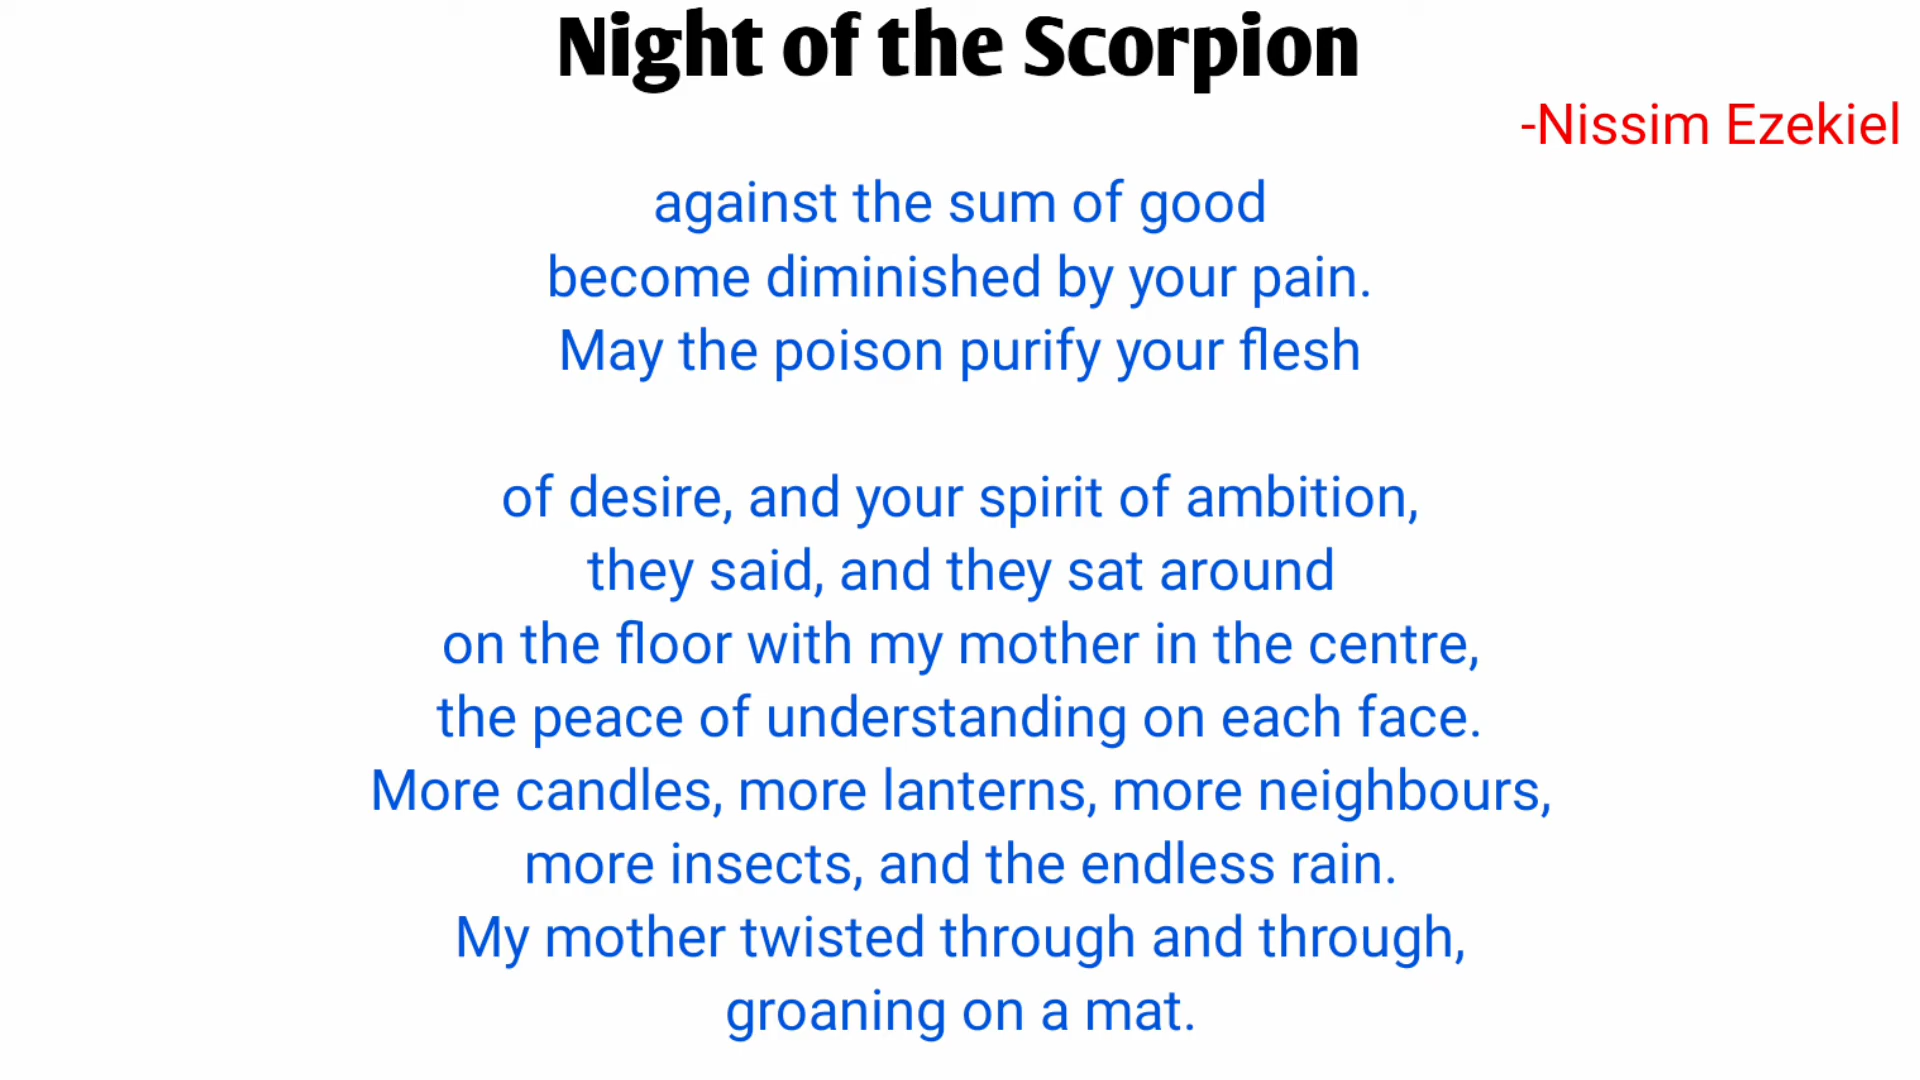 Night of the Scorpion
-Nissim Ezekiel
against the sum of good
become diminished by your pain.
May the poison purify your flesh
of desire, and your spirit of ambition,
they said, and they sat around
on the floor with my mother in the centre,
the peace of understanding on each face.
More candles, more lanterns, more neighbours,
more insects, and the endless rain.
My mother twisted through and through,
groaning on a mat.